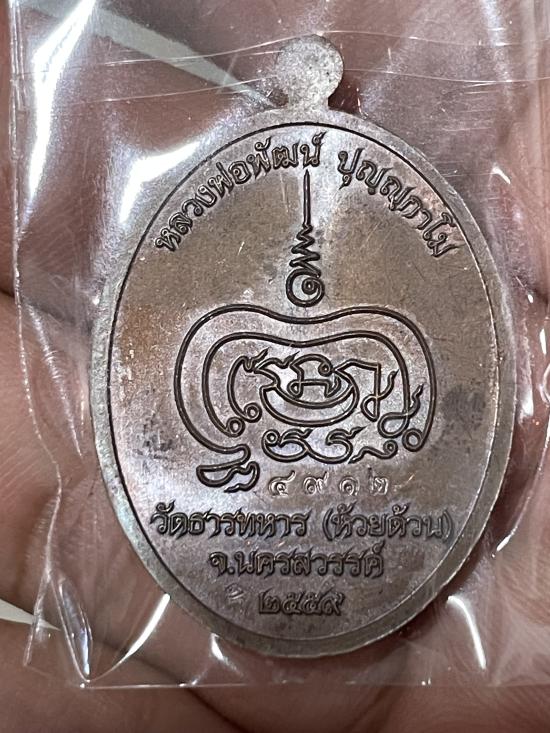 หลวงพ่อพัฒน์ ปุญฺญกาโม
๔๙๑๒
วัดธารทหาร (ห้วยด้วน)
จ.นครสวรรค์
๒๕๕๙